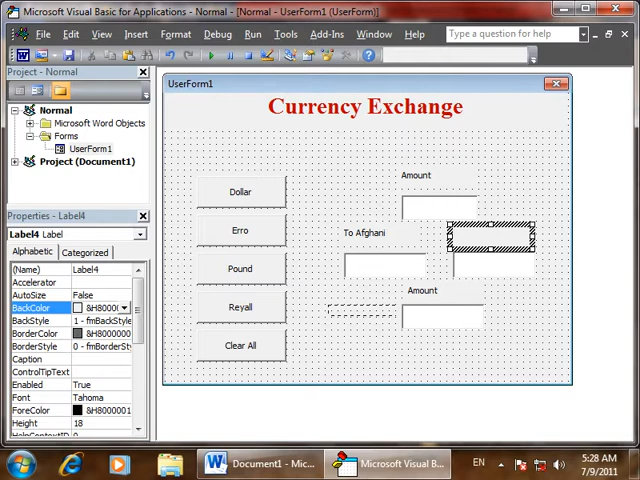 Microsoft Visual Basic for Applications - Normal - [Normal - UserForm1 (UserForm)]
File Edit View Insert Format Debug Run Tools Add-Ins Window Help
Type a question for help
Project - Normal
Normal
Microsoft Word Objects
Forms
UserForm1
Project (Document1)
Properties - Label4
Label4 Label
Alphabetic Categorized
(Name) Label4
Accelerator
AutoSize False
BackColor &H8000(
BackStyle 1 - fmBackStyle
BorderColor &H80000
BorderStyle 0 - fmBorderSty
Caption
ControlTipText
Enabled True
Font Tahoma
ForeColor &H8000001
Height 18
HelpContextID 0
UserForm1
Currency Exchange
Amount
Dollar
Erro
To Afghani
Pound
Amount
Reyall
Clear All
Document1 - Mic...
Microsoft Visual B...
EN
5:28 AM
7/9/2011